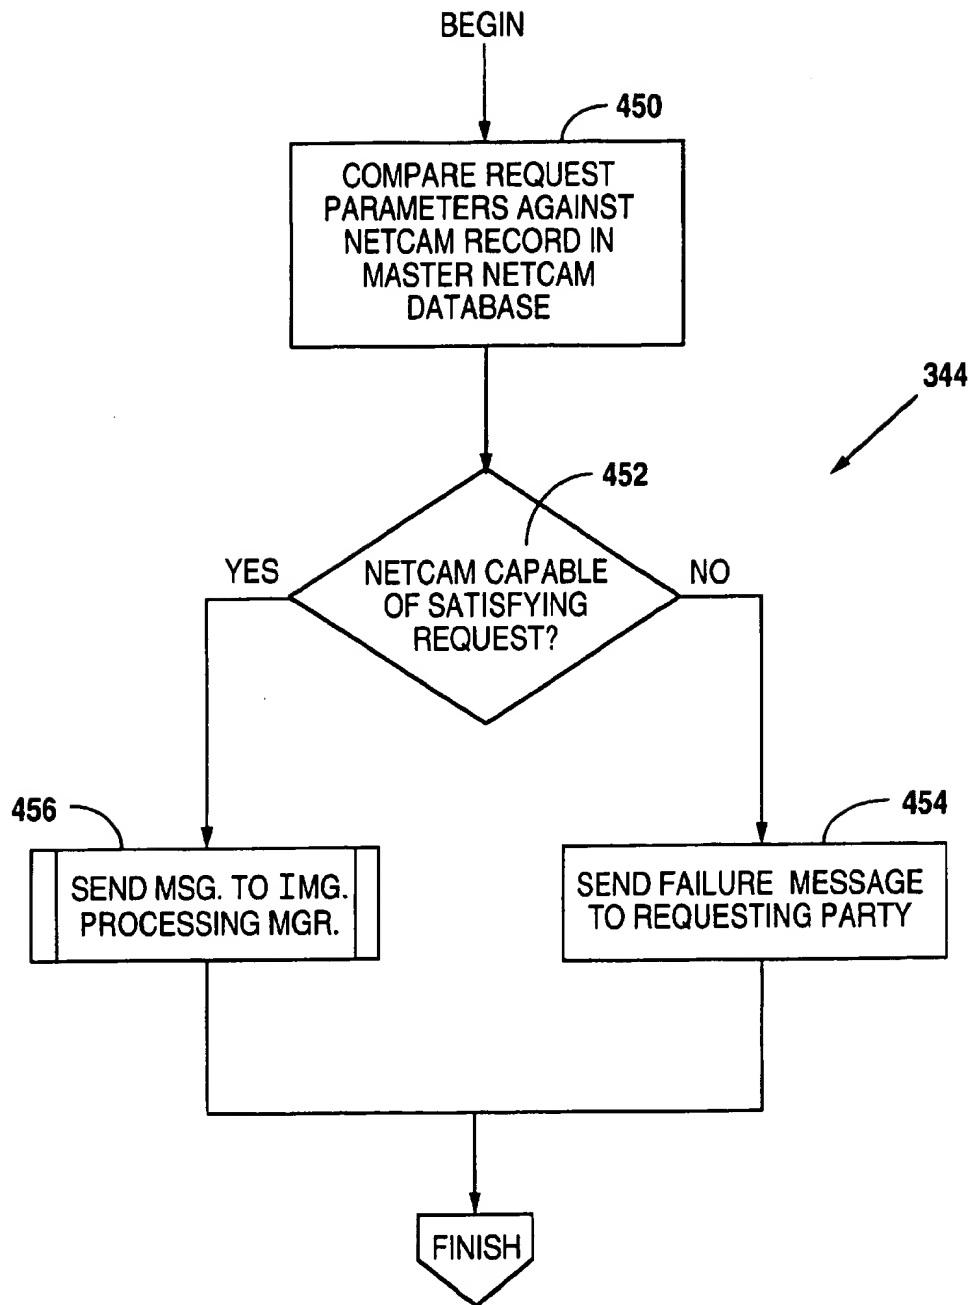 BEGIN
450
COMPARE REQUEST
PARAMETERS AGAINST
NETCAM RECORD IN
MASTER NETCAM
DATABASE
344
452
YES
NETCAM CAPABLE
OF SATISFYING
REQUEST?
NO
456
SEND MSG. TO IMG.
PROCESSING MGR.
454
SEND FAILURE MESSAGE
TO REQUESTING PARTY
FINISH